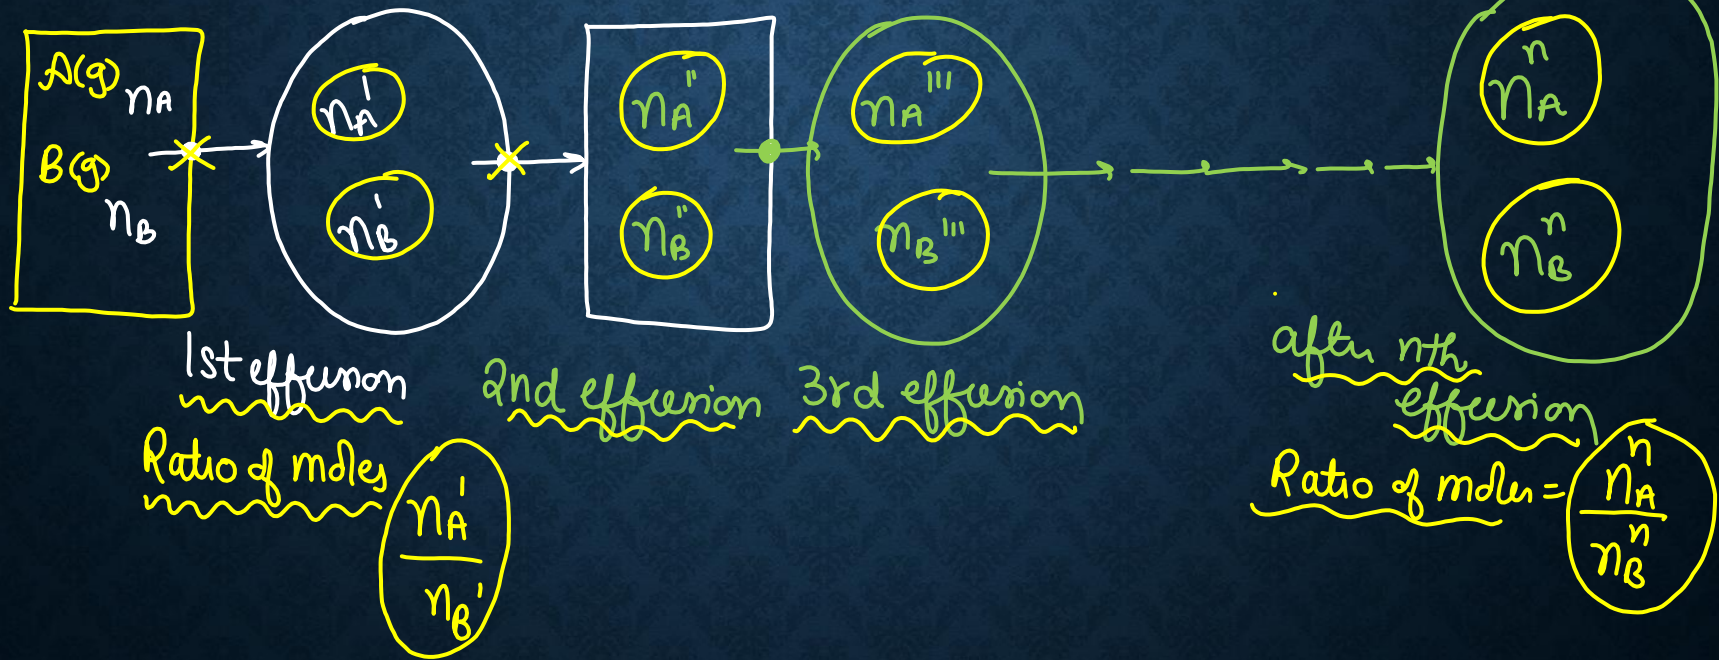 A(g) nA
B(g) nB
nA'
nB'
nA''
nB''
nA'''
nB'''
nAⁿ
nBⁿ
1st effusion
2nd effusion
3rd effusion
after nth
effusion
Ratio of moles nA'/nB'
Ratio of moles = nAⁿ/nBⁿ